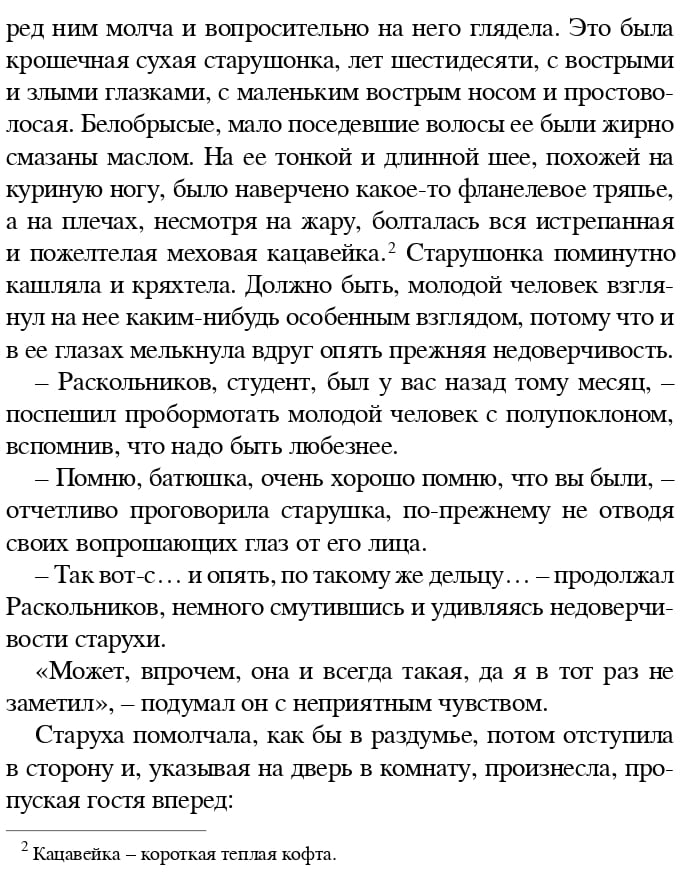 ред ним молча и вопросительно на него глядела. Это была
крошечная сухая старушонка, лет шестидесяти, с вострыми
и злыми глазками, с маленьким вострым носом и простово-
лосая. Белобрысые, мало поседевшие волосы ее были жирно
смазаны маслом. На ее тонкой и длинной шее, похожей на
куриную ногу, было наверчено какое-то фланелевое тряпье,
а на плечах, несмотря на жару, болталась вся истрепанная
и пожелтелая меховая кацавейка.² Старушонка поминутно
кашляла и кряхтела. Должно быть, молодой человек взгля-
нул на нее каким-нибудь особенным взглядом, потому что и
в ее глазах мелькнула вдруг опять прежняя недоверчивость.
– Раскольников, студент, был у вас назад тому месяц, –
поспешил пробормотать молодой человек с полупоклоном,
вспомнив, что надо быть любезнее.
– Помню, батюшка, очень хорошо помню, что вы были, –
отчетливо проговорила старушка, по-прежнему не отводя
своих вопрошающих глаз от его лица.
– Так вот-с… и опять, по такому же дельцу… – продолжал
Раскольников, немного смутившись и удивляясь недоверчи-
вости старухи.
«Может, впрочем, она и всегда такая, да я в тот раз не
заметил», – подумал он с неприятным чувством.
Старуха помолчала, как бы в раздумье, потом отступила
в сторону и, указывая на дверь в комнату, произнесла, про-
пуская гостя вперед:
² Кацавейка – короткая теплая кофта.